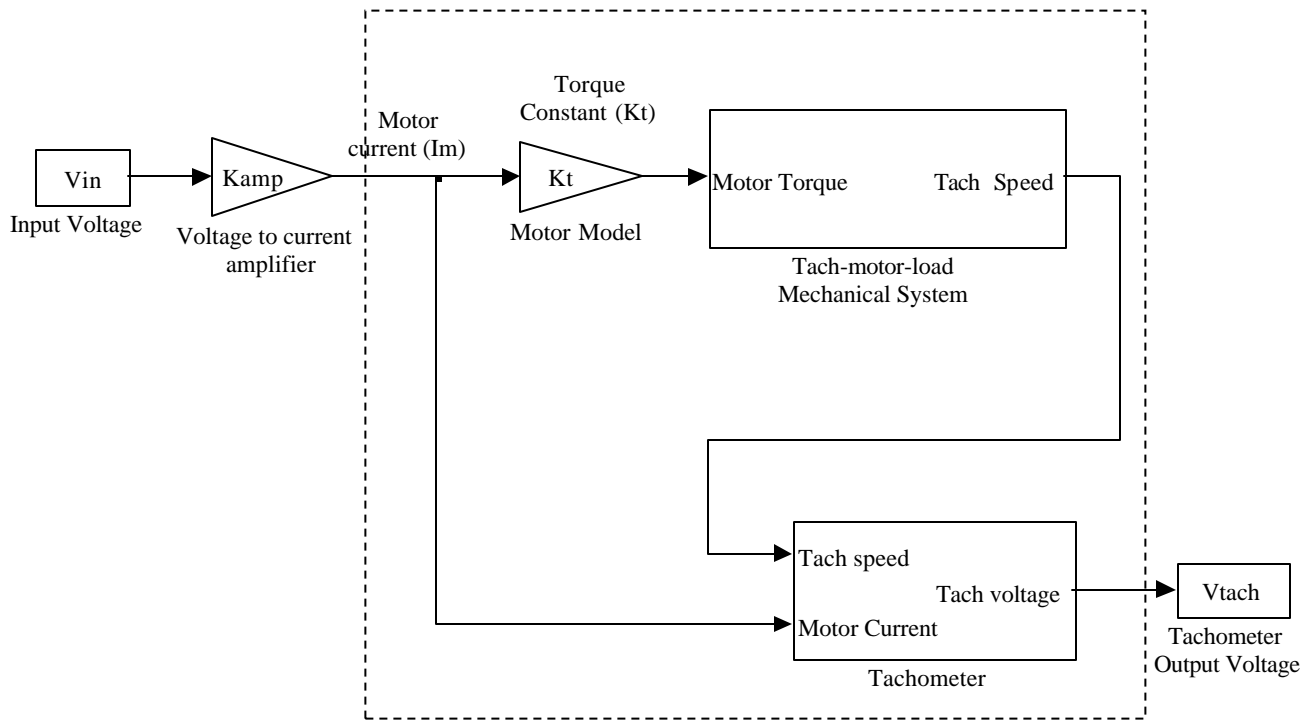 Torque
Constant (Kt)
Motor
current (Im)
Vin
Kamp
Kt
Motor Torque
Tach Speed
Input Voltage
Voltage to current
amplifier
Motor Model
Tach-motor-load
Mechanical System
Tach speed
Tach voltage
Motor Current
Vtach
Tachometer
Tachometer
Output Voltage